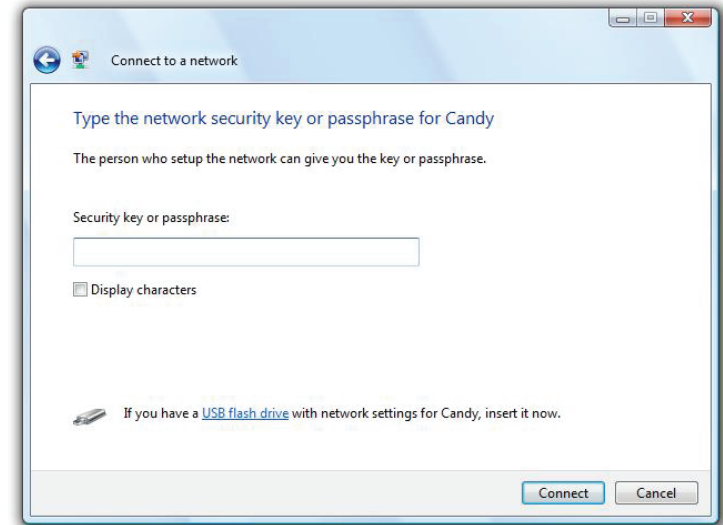 Connect to a network
Type the network security key or passphrase for Candy
The person who setup the network can give you the key or passphrase.
Security key or passphrase:
Display characters
If you have a USB flash drive with network settings for Candy, insert it now.
Connect Cancel